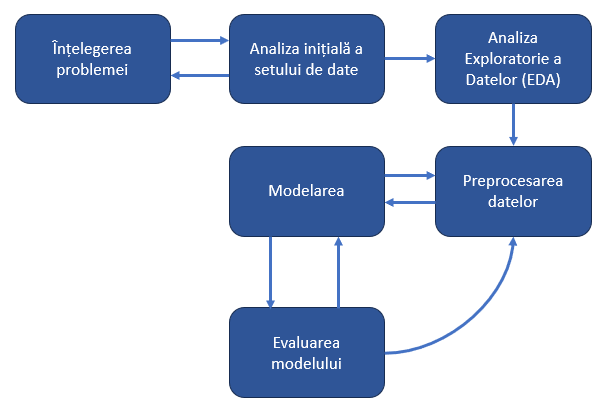 Înțelegerea
problemei
Analiza inițială a
setului de date
Analiza
Exploratorie a
Datelor (EDA)
Modelarea
Preprocesarea
datelor
Evaluarea
modelului